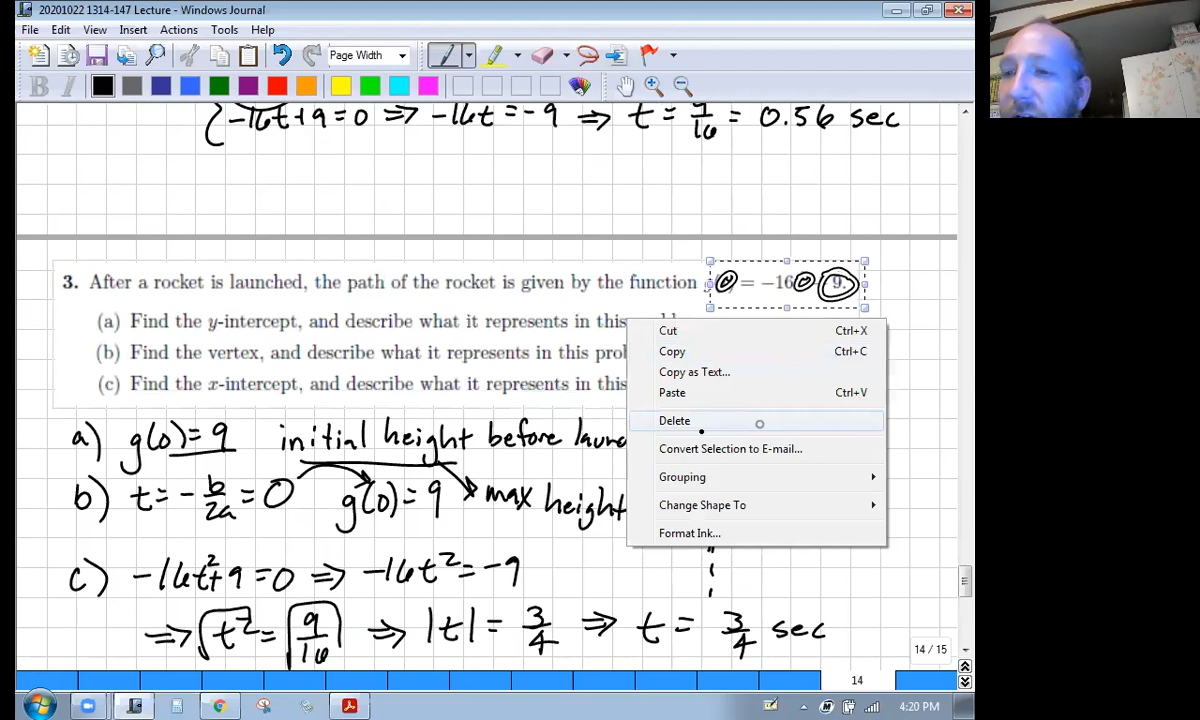 20201022 1314-147 Lecture - Windows Journal
File Edit View Insert Actions Tools Help
Page Width
B I
-16t+9=0 ⇒ -16t=-9 ⇒ t = 9/16 = 0.56 sec
3. After a rocket is launched, the path of the rocket is given by the function (0) = −16 0 9.
(a) Find the y-intercept, and describe what it represents in this
(b) Find the vertex, and describe what it represents in this
(c) Find the x-intercept, and describe what it represents in this
Cut Ctrl+X
Copy Ctrl+C
Copy as Text...
Paste Ctrl+V
Delete
Convert Selection to E-mail...
Grouping
Change Shape To
Format Ink...
a) g(0)=9 initial height before
b) t=-b/2a=0 g(0)=9 max height
c) -16t²+9=0 ⇒ -16t²=-9
⇒ √t²=√9/16 ⇒ |t|=3/4 ⇒ t= 3/4 sec
14 / 15
14
4:20 PM